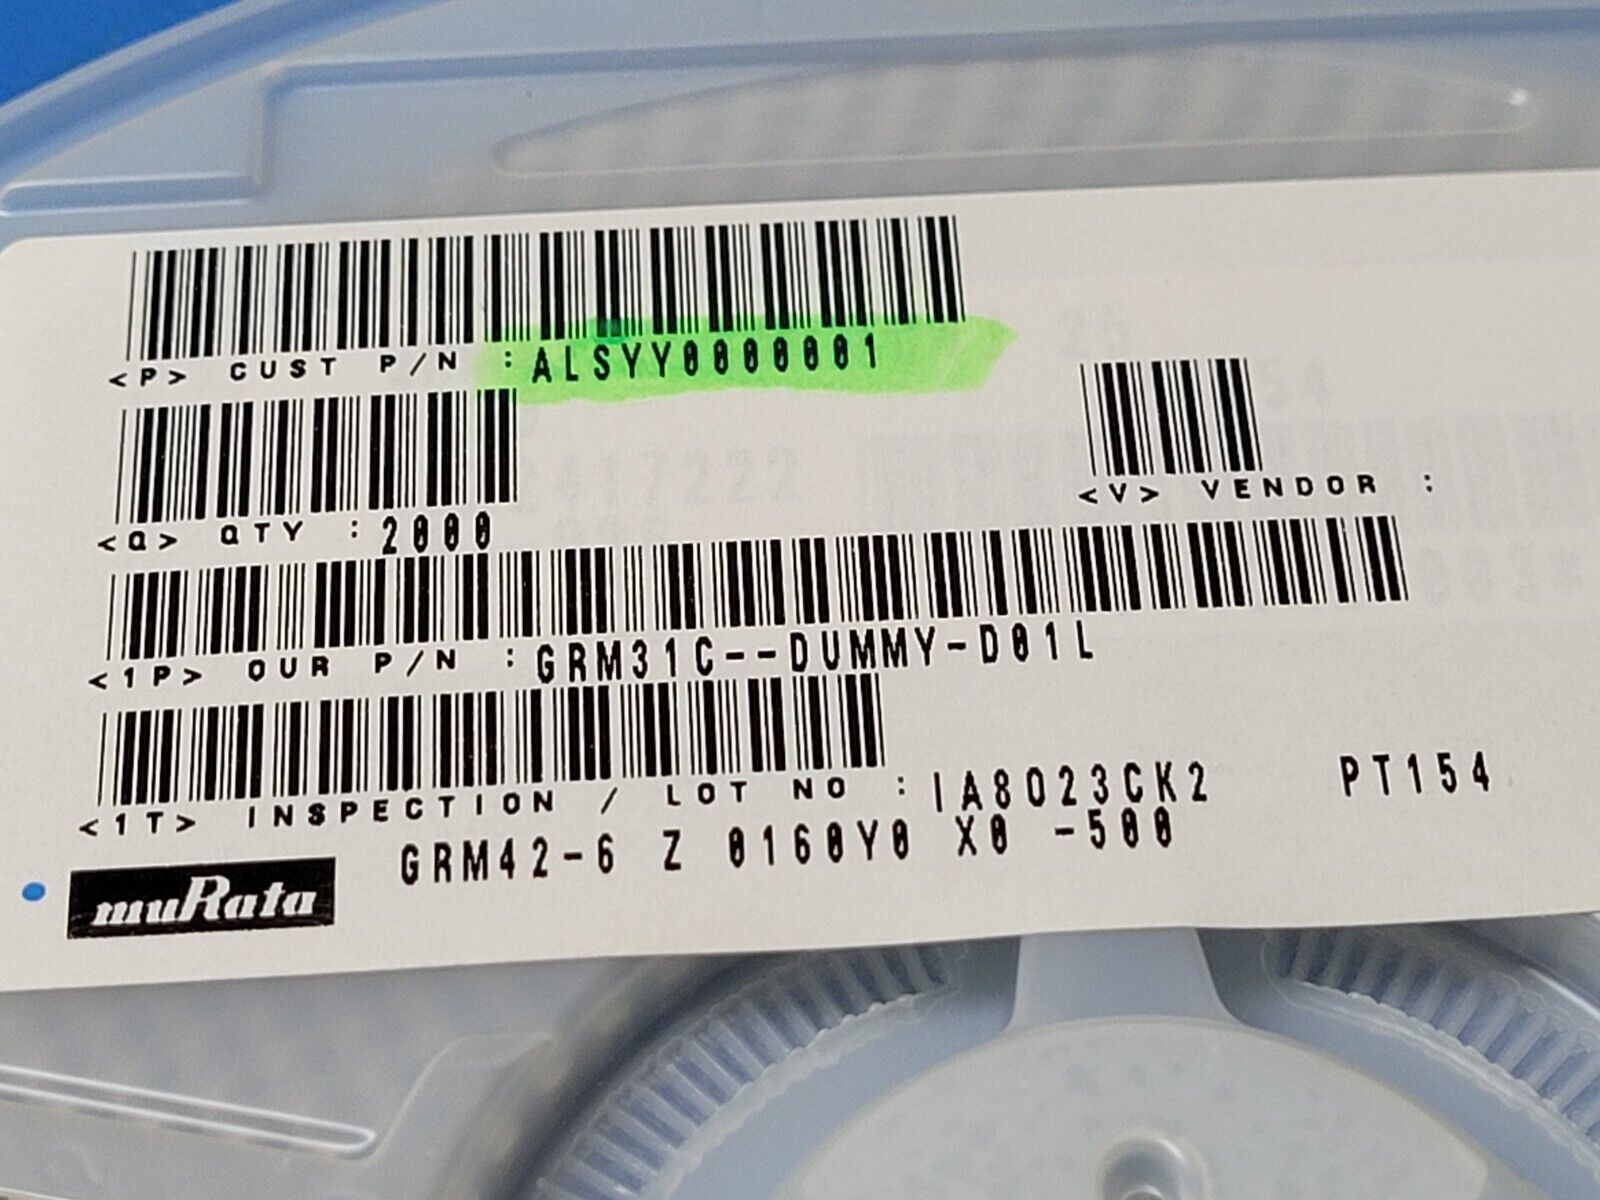 <P> CUST P/N :ALSYY0000001
<Q> QTY :2000
<V> VENDOR :
<1P> OUR P/N :GRM31C--DUMMY-D01L
<1T> INSPECTION / LOT NO :IA8023CK2 PT154
GRM42-6 Z 0160Y0 X0 -500
muRata